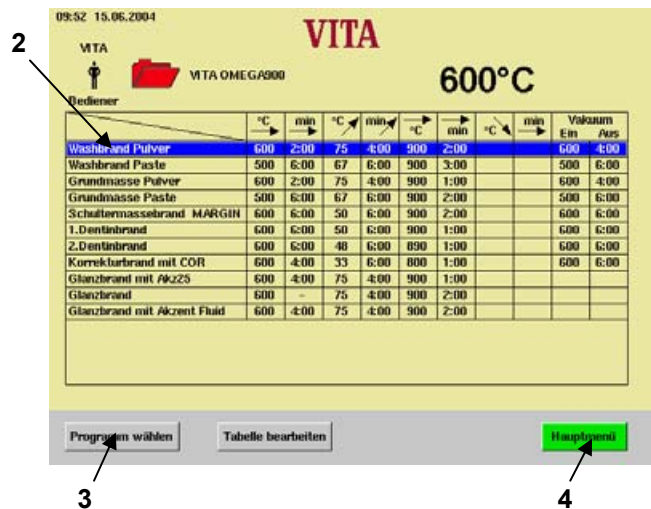 09:52 15.06.2004
VITA
2
VITA
VITA OMEGA900
600°C
Bediener
°C min °C min °C min °C min Vakuum
Ein Aus
Washbrand Pulver 600 2:00 75 4:00 900 2:00 600 4:00
Washbrand Paste 500 6:00 67 6:00 900 3:00 500 6:00
Grundmasse Pulver 600 2:00 75 4:00 900 1:00 600 4:00
Grundmasse Paste 500 6:00 67 6:00 900 2:00 500 6:00
Schultermassebrand MARGIN 600 6:00 50 6:00 900 2:00 600 6:00
1.Dentinbrand 600 6:00 50 6:00 900 1:00 600 6:00
2.Dentinbrand 600 6:00 48 6:00 890 1:00 600 6:00
Korrekturbrand mit COR 600 4:00 33 6:00 800 1:00 600 6:00
Glanzbrand mit Akz25 600 4:00 75 4:00 900 1:00
Glanzbrand 600 - 75 4:00 900 2:00
Glanzbrand mit Akzent Fluid 600 4:00 75 4:00 900 2:00
Programm wählen Tabelle bearbeiten Hauptmenü
3 4